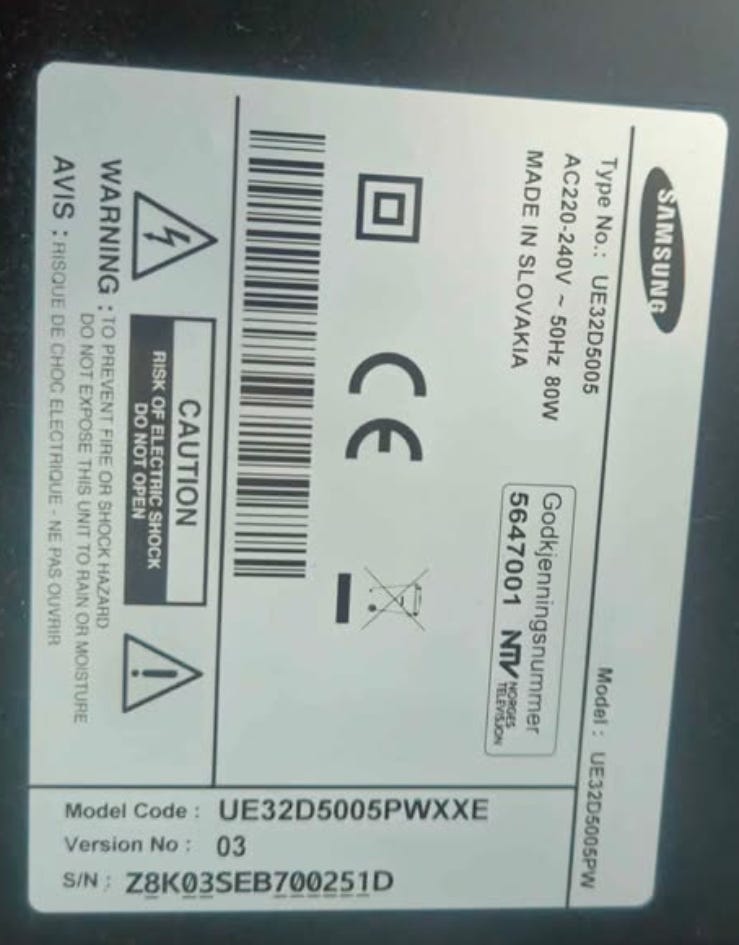 SAMSUNG
Type No.: UE32D5005
Model : UE32D5005PW
AC220-240V ~ 50Hz 80W
MADE IN SLOVAKIA
Godkjenningsnummer
5647001 NTV NORGES
TELEVISJON
CAUTION
RISK OF ELECTRIC SHOCK
DO NOT OPEN
WARNING : TO PREVENT FIRE OR SHOCK HAZARD
DO NOT EXPOSE THIS UNIT TO RAIN OR MOISTURE
AVIS : RISQUE DE CHOC ELECTRIQUE - NE PAS OUVRIR
Model Code : UE32D5005PWXXE
Version No : 03
S/N : Z8K03SEB700251D